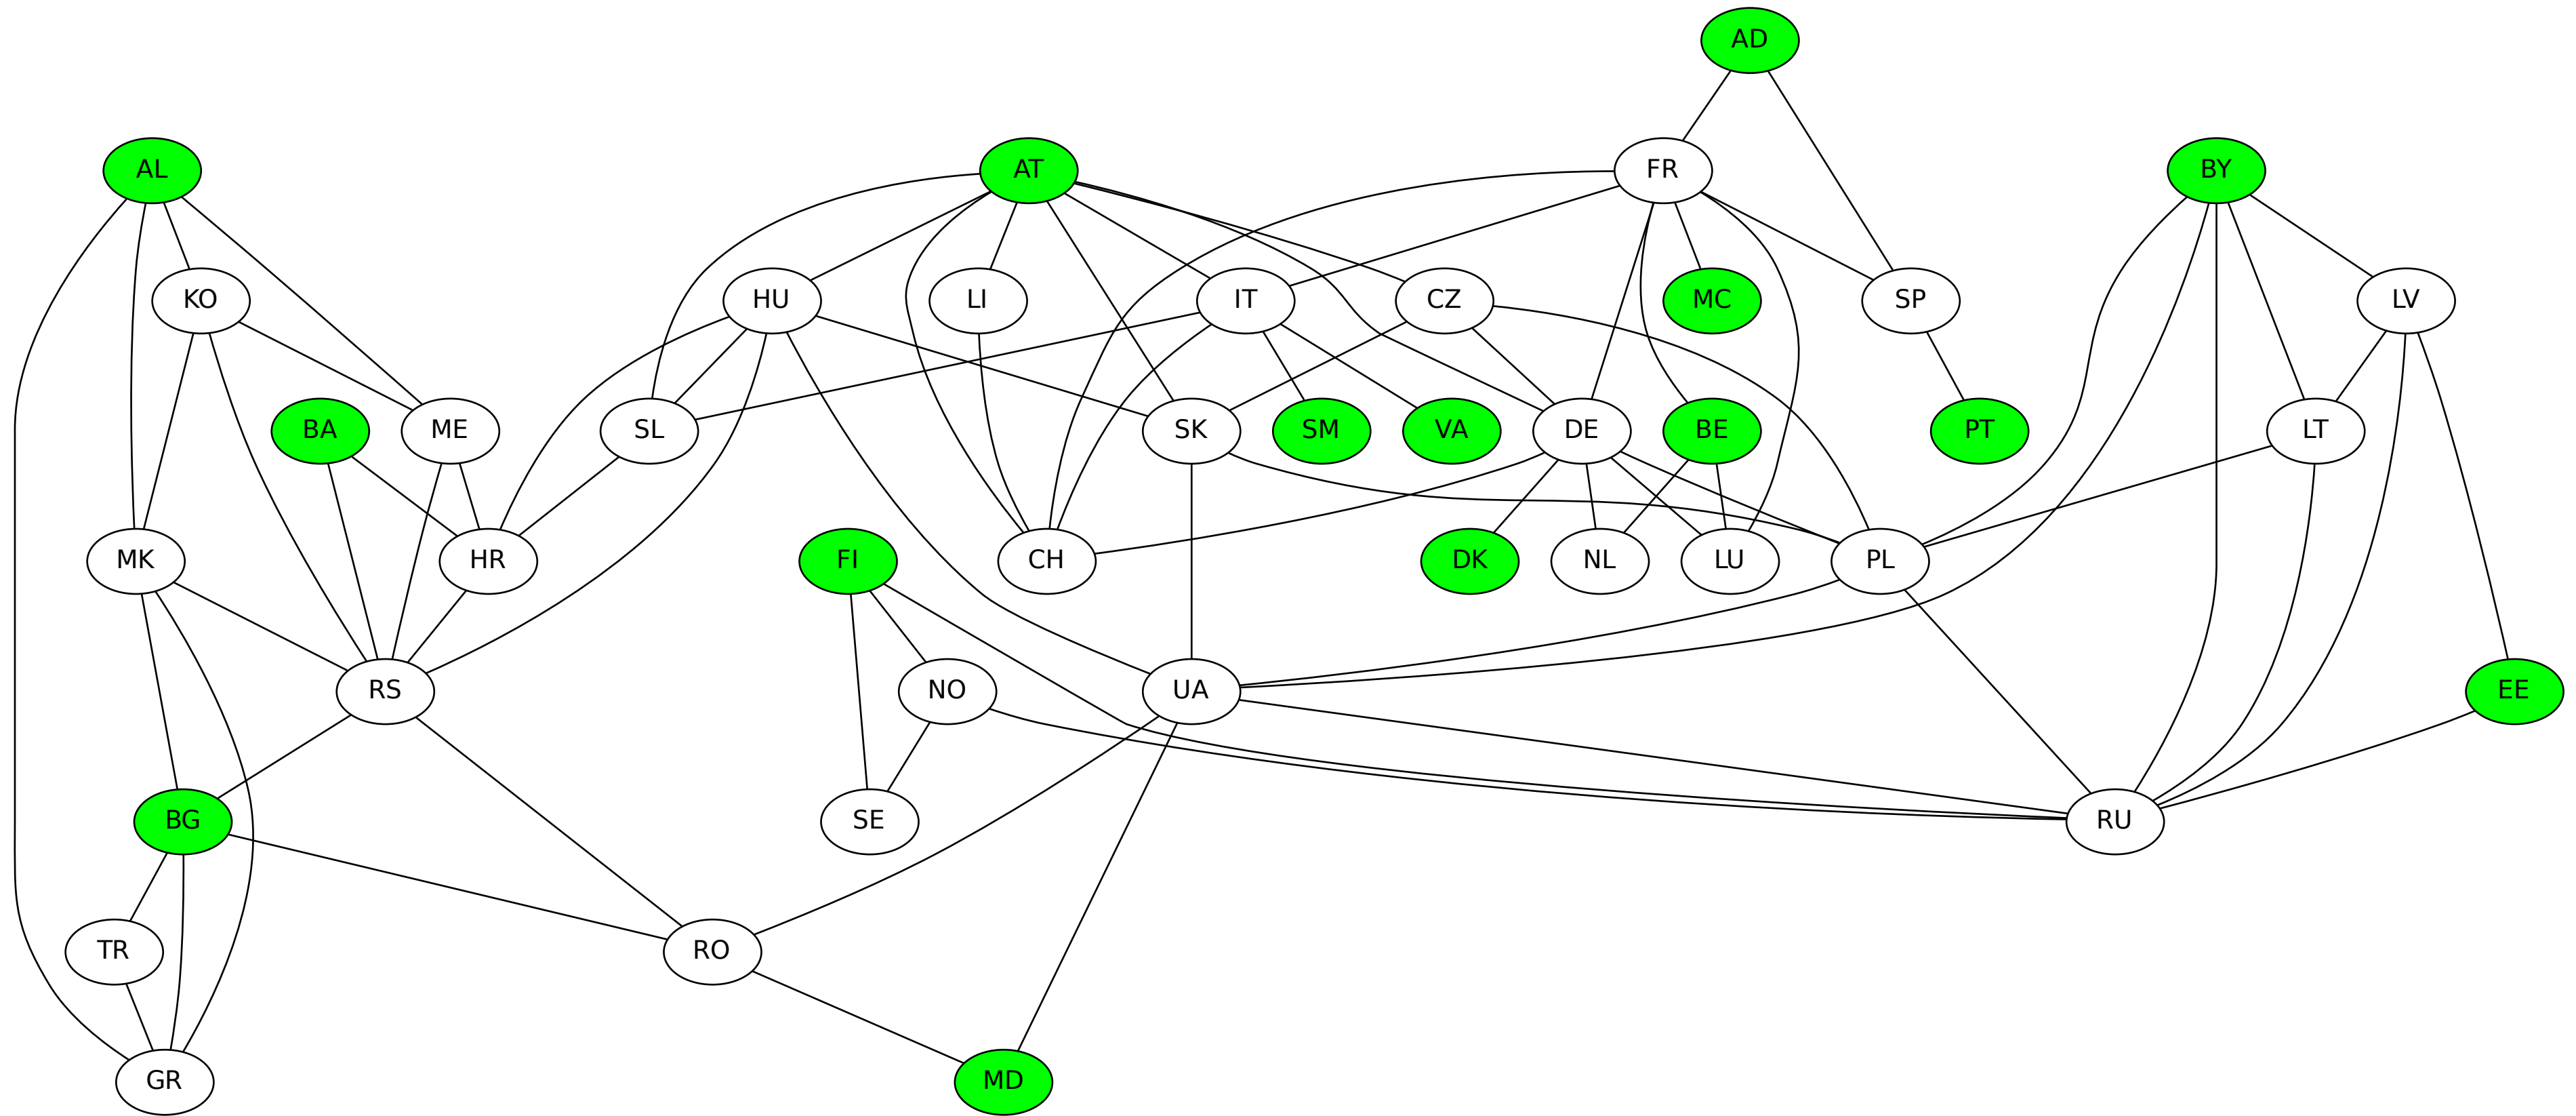 AD
AL
AT
FR
BY
KO
HU
LI
IT
CZ
MC
SP
LV
BA
ME
SL
SK
SM
VA
DE
BE
PT
LT
MK
HR
FI
CH
DK
NL
LU
PL
RS
NO
UA
EE
BG
SE
RU
TR
RO
GR
MD